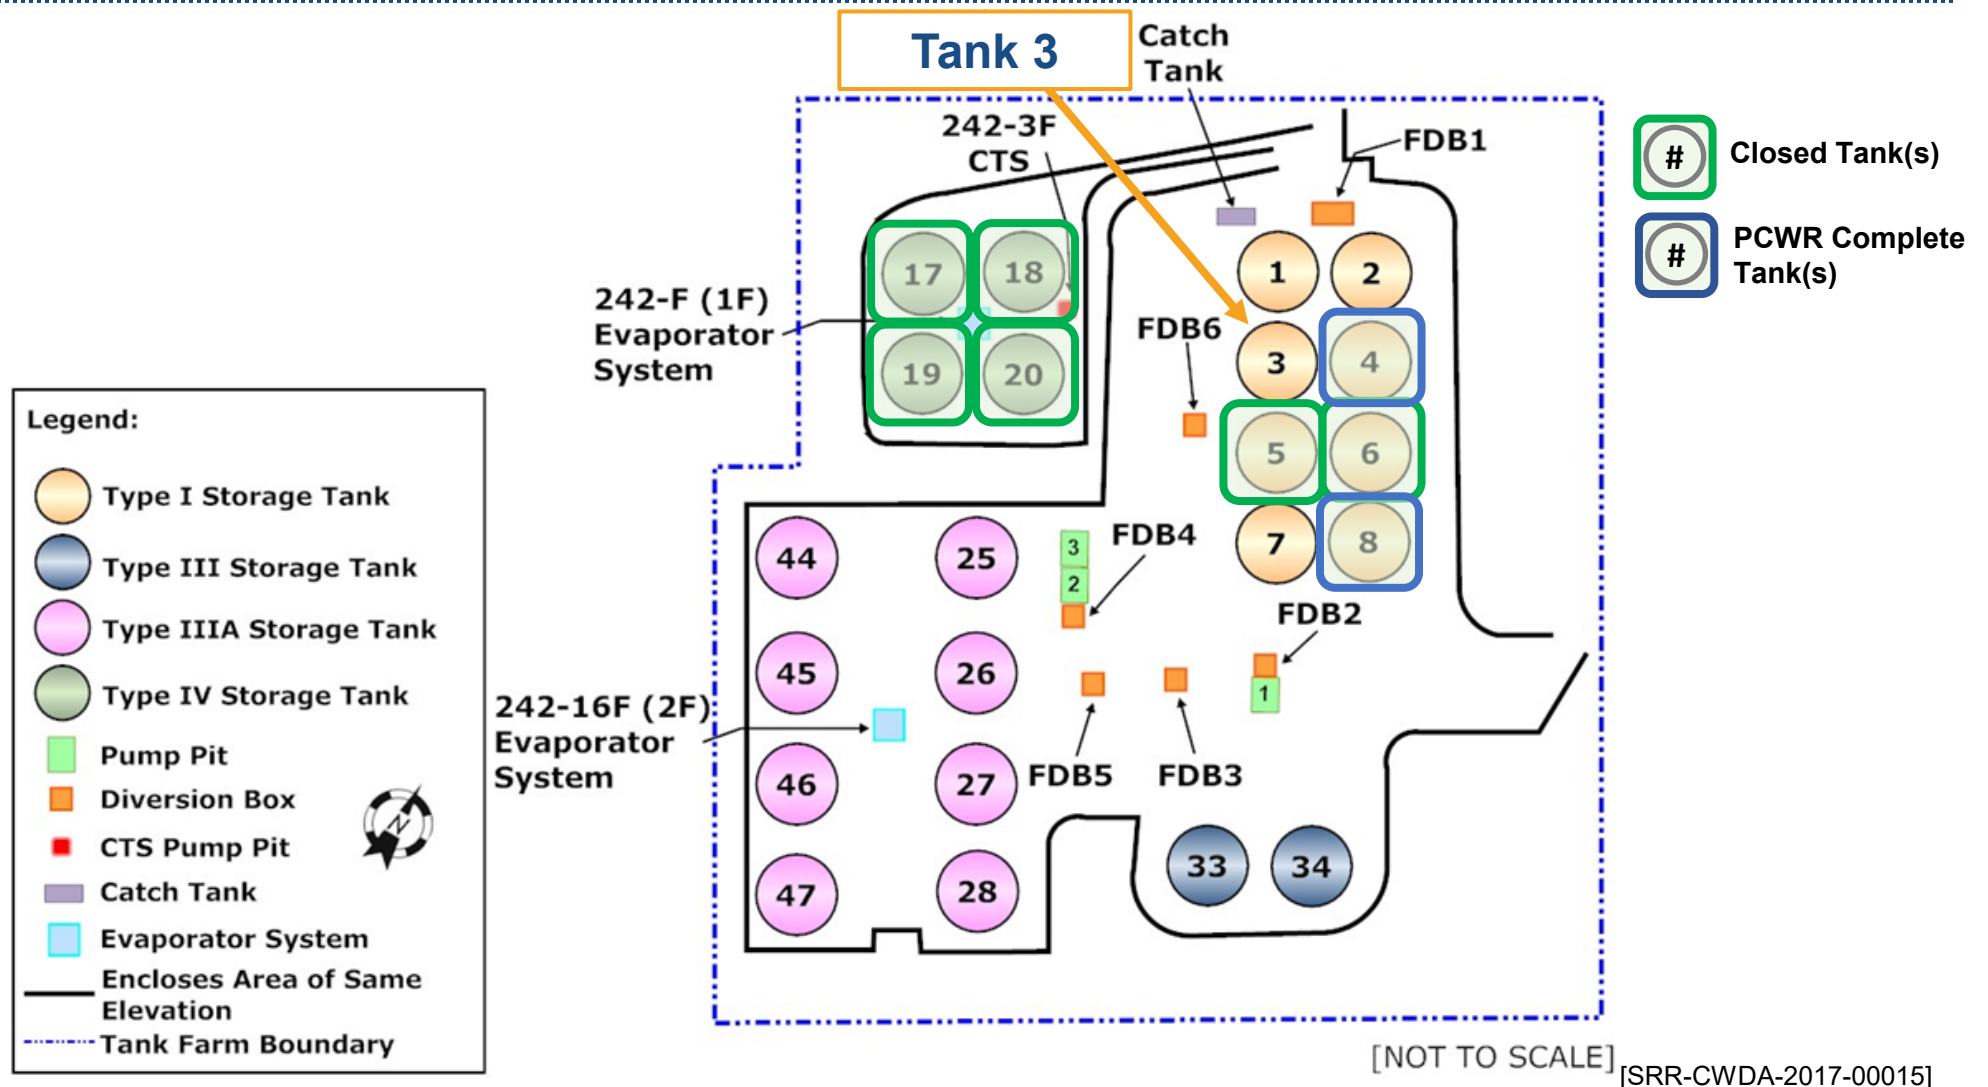 Tank 3
Catch
Tank
242-3F
CTS
FDB1
#
Closed Tank(s)
#
PCWR Complete
Tank(s)
17
18
19
20
242-F (1F)
Evaporator
System
1
2
FDB6
3
4
5
6
7
8
Legend:
Type I Storage Tank
Type III Storage Tank
Type IIIA Storage Tank
Type IV Storage Tank
Pump Pit
Diversion Box
CTS Pump Pit
Catch Tank
Evaporator System
Encloses Area of Same
Elevation
Tank Farm Boundary
N
44
25
3
2
FDB4
FDB2
45
26
1
242-16F (2F)
Evaporator
System
46
27
FDB5
FDB3
47
28
33
34
[NOT TO SCALE]
[SRR-CWDA-2017-00015]